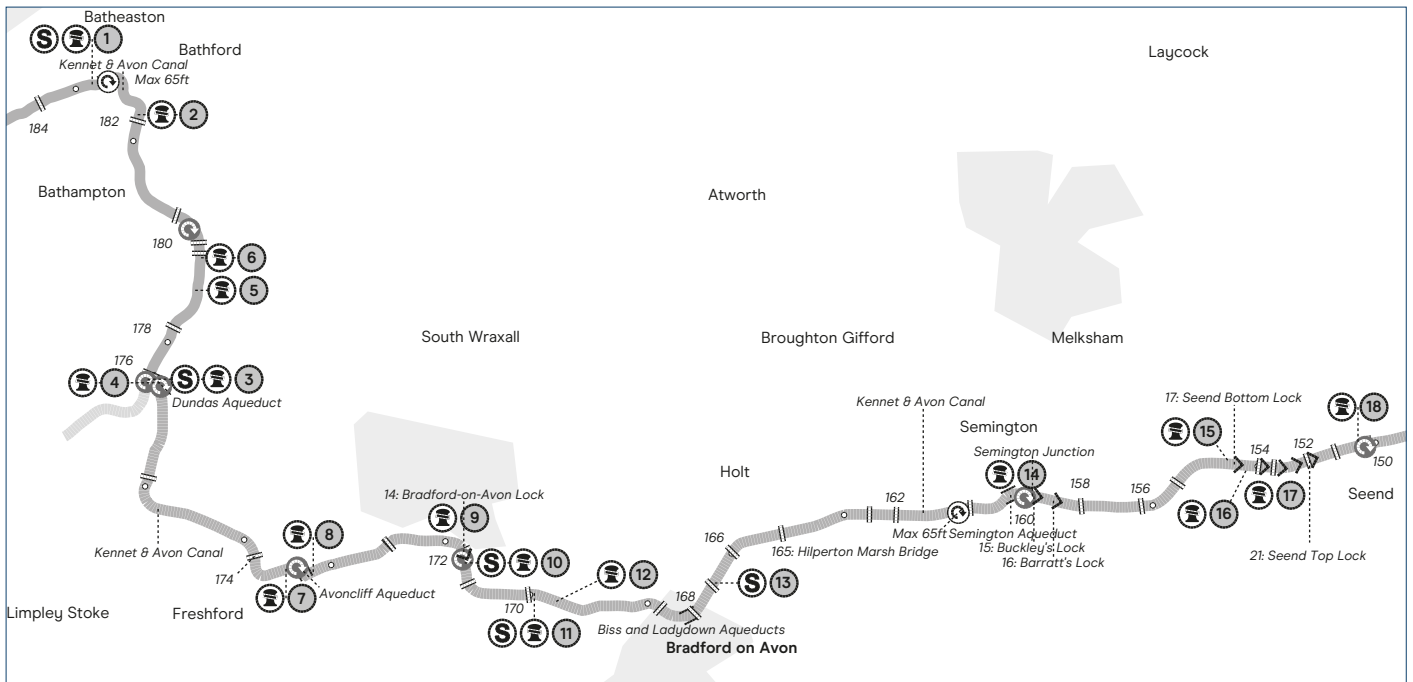 Batheaston
S 1
Bathford
Kennet & Avon Canal
Max 65ft
Laycock
184
182
2
Bathampton
Atworth
180
6
5
178
South Wraxall
Broughton Gifford
Melksham
176
4
S 3
Dundas Aqueduct
Kennet & Avon Canal
17: Seend Bottom Lock
18
Semington
15
154
152
150
Semington Junction
14
Holt
14: Bradford-on-Avon Lock
9
162
158
156
17
Seend
16
160
Max 65ft
Semington Aqueduct
15: Buckley's Lock
16: Barratt's Lock
21: Seend Top Lock
166
165: Hilperton Marsh Bridge
Kennet & Avon Canal
8
172
S 10
12
S 13
174
7
Avoncliff Aqueduct
170
168
Limpley Stoke
Freshford
S 11
Biss and Ladydown Aqueducts
Bradford on Avon